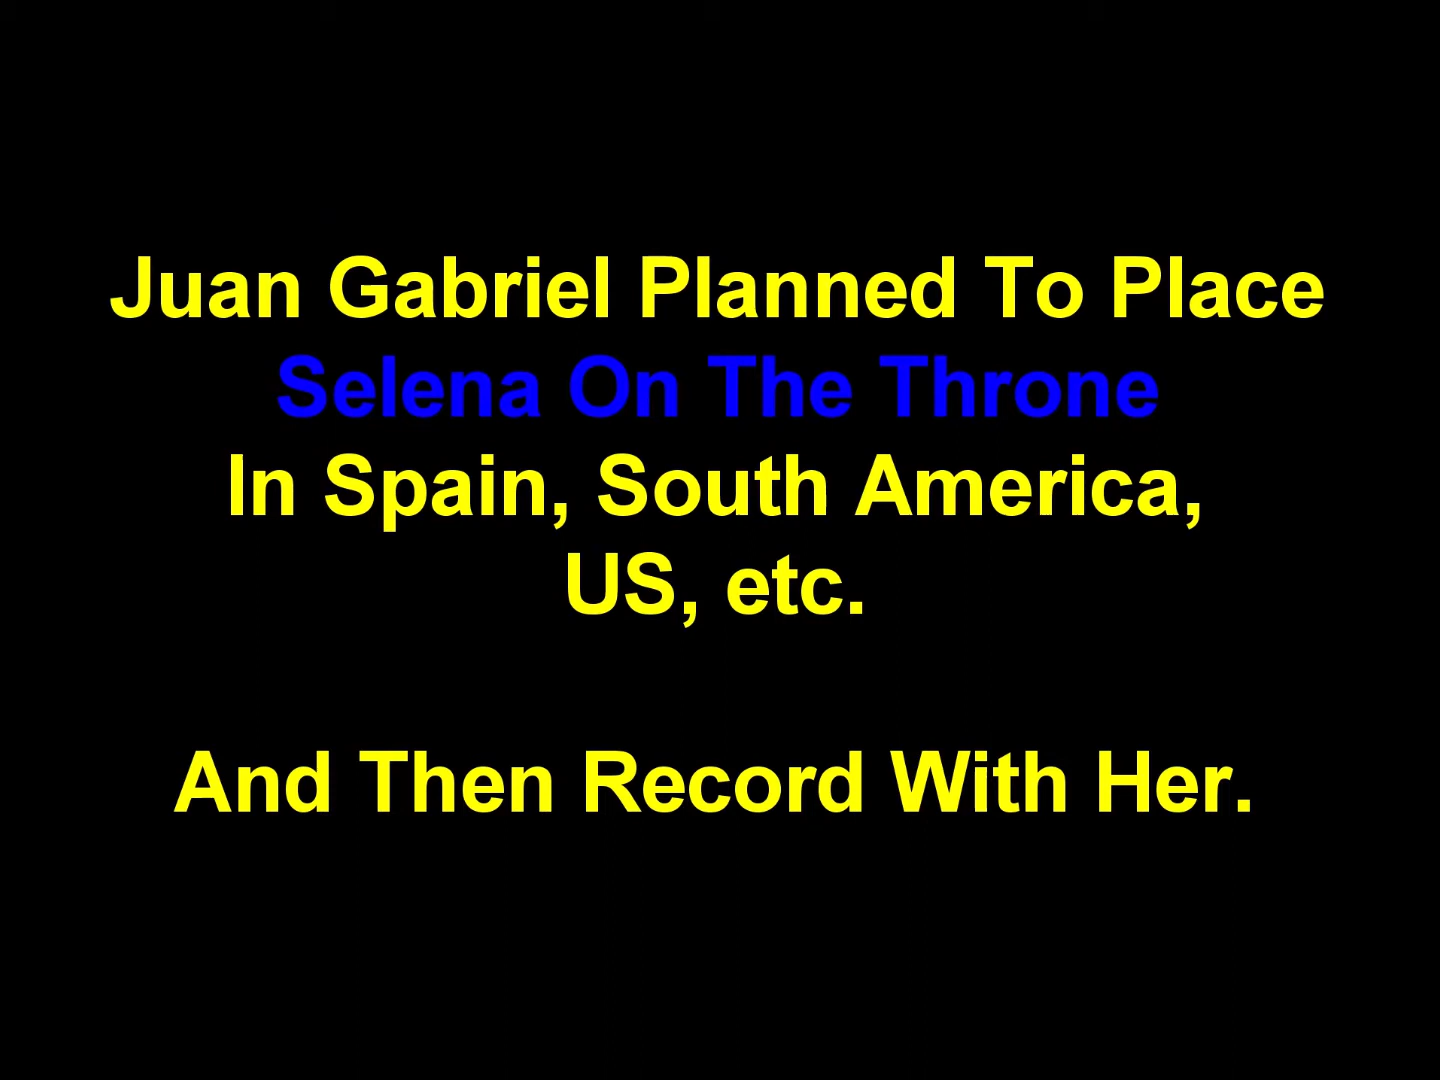 Juan Gabriel Planned To Place
Selena On The Throne
In Spain, South America,
US, etc.
And Then Record With Her.